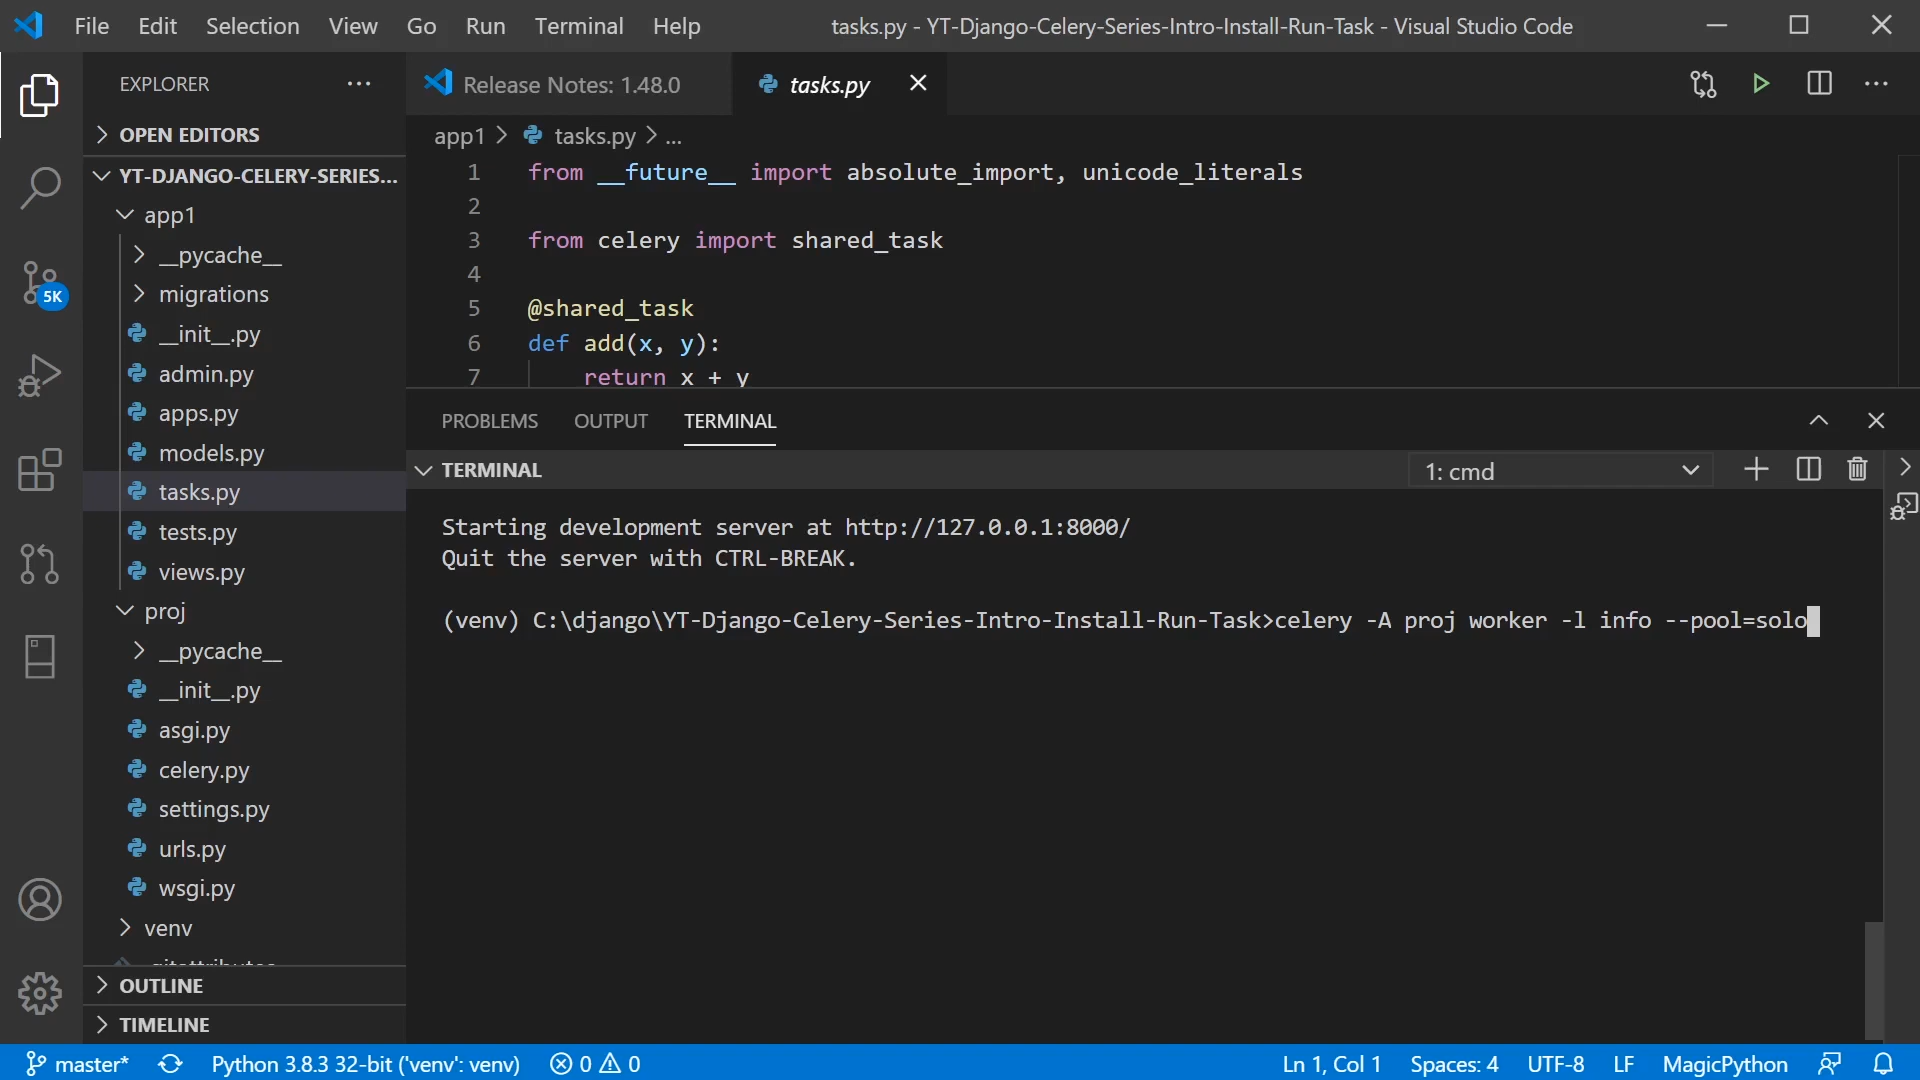 File Edit Selection View Go Run Terminal Help
tasks.py - YT-Django-Celery-Series-Intro-Install-Run-Task - Visual Studio Code
EXPLORER
OPEN EDITORS
YT-DJANGO-CELERY-SERIES...
app1
__pycache__
migrations
__init__.py
admin.py
apps.py
models.py
tasks.py
tests.py
views.py
proj
__pycache__
__init__.py
asgi.py
celery.py
settings.py
urls.py
wsgi.py
venv
OUTLINE
TIMELINE
5K
Release Notes: 1.48.0
tasks.py
app1 > tasks.py > ...
1 from __future__ import absolute_import, unicode_literals
2
3 from celery import shared_task
4
5 @shared_task
6 def add(x, y):
7 return x + y
PROBLEMS OUTPUT TERMINAL
TERMINAL
1: cmd
Starting development server at http://127.0.0.1:8000/
Quit the server with CTRL-BREAK.
(venv) C:\django\YT-Django-Celery-Series-Intro-Install-Run-Task>celery -A proj worker -l info --pool=solo
master* Python 3.8.3 32-bit ('venv': venv) 0 0
Ln 1, Col 1 Spaces: 4 UTF-8 LF MagicPython